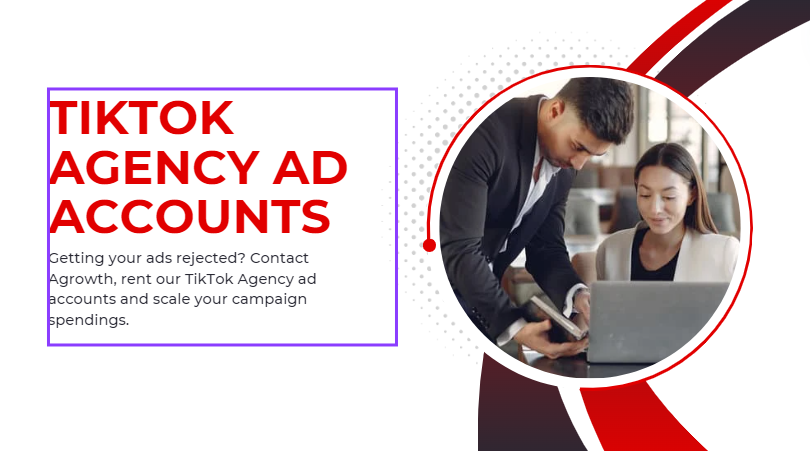 TIKTOK
AGENCY AD
ACCOUNTS
Getting your ads rejected? Contact
Agrowth, rent our TikTok Agency ad
accounts and scale your campaign
spendings.